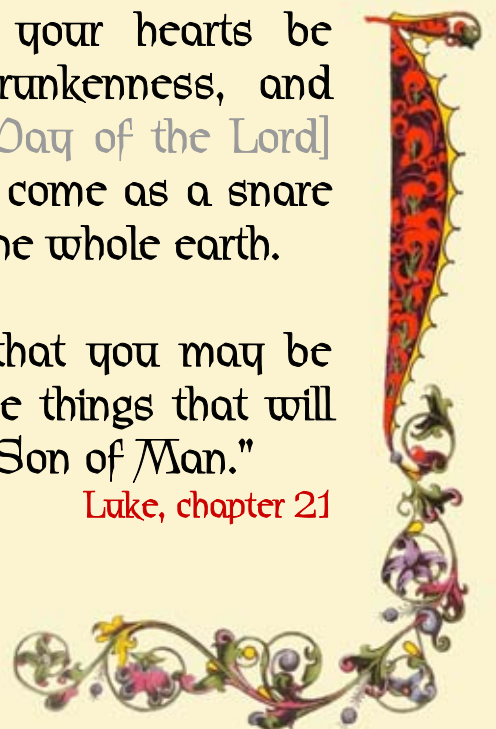 your hearts be
runkenness, and
Day of the Lord]
come as a snare
he whole earth.
that you may be
e things that will
Son of Man."
Luke, chapter 21